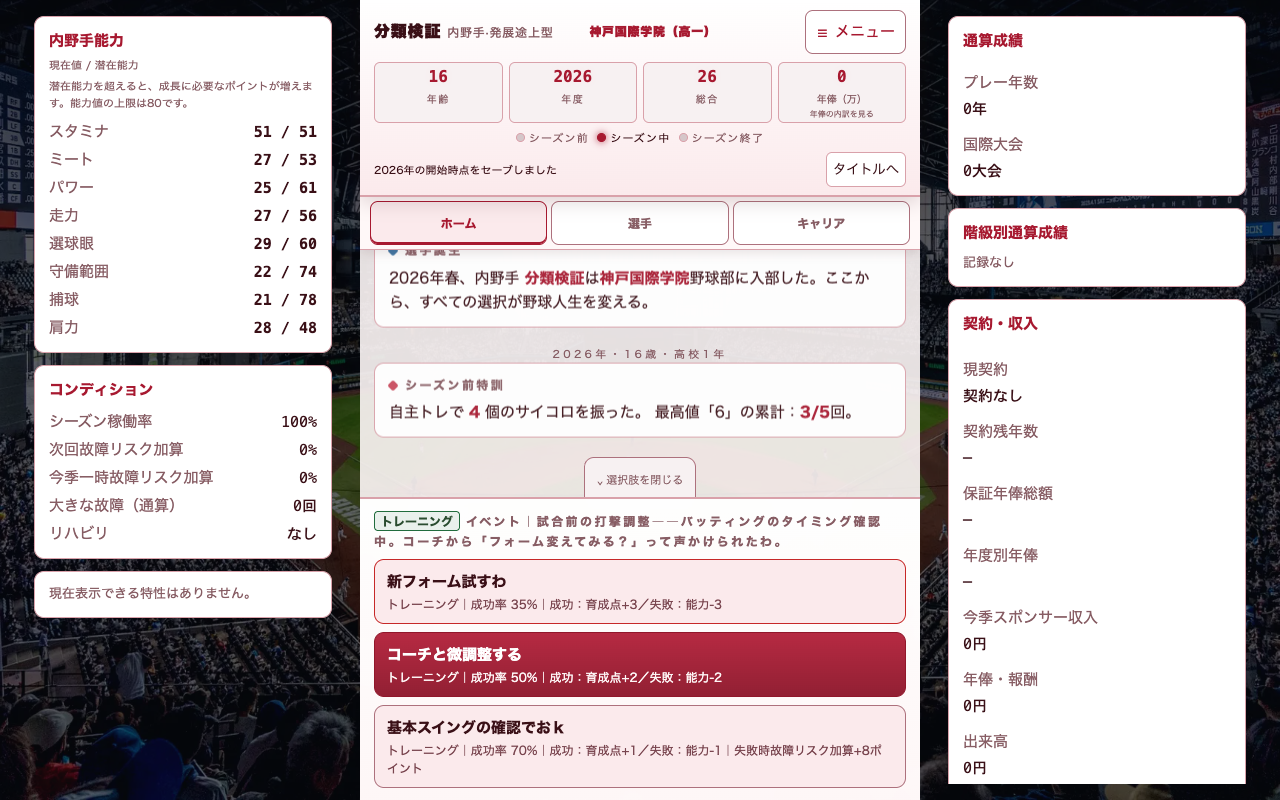 内野手能力
現在値 / 潜在能力
潜在能力を超えると、成長に必要なポイントが増えま
す。能力値の上限は80です。
スタミナ 51 / 51
ミート 27 / 53
パワー 25 / 61
走力 27 / 56
選球眼 29 / 60
守備範囲 22 / 74
捕球 21 / 78
肩力 28 / 48
コンディション
シーズン稼働率 100%
次回故障リスク加算 0%
今季一時故障リスク加算 0%
大きな故障（通算） 0回
リハビリ なし
現在表示できる特性はありません。
分類検証 内野手·発展途上型 神戸国際学院（高一）
≡ メニュー
16 2026 26 0
年齢 年度 総合 年俸（万）
年俸の内訳を見る
シーズン前 シーズン中 シーズン終了
2026年の開始時点をセーブしました
タイトルへ
ホーム 選手 キャリア
選手誕生
2026年春、内野手 分類検証は神戸国際学院野球部に入部した。ここか
ら、すべての選択が野球人生を変える。
2026年・16歳・高校1年
シーズン前特訓
自主トレで 4 個のサイコロを振った。 最高値「6」の累計：3/5回。
⌄ 選択肢を閉じる
トレーニング イベント｜試合前の打撃調整——バッティングのタイミング確認
中。コーチから「フォーム変えてみる？」って声かけられたわ。
新フォーム試すわ
トレーニング｜成功率 35%｜成功：育成点+3／失敗：能力-3
コーチと微調整する
トレーニング｜成功率 50%｜成功：育成点+2／失敗：能力-2
基本スイングの確認でおｋ
トレーニング｜成功率 70%｜成功：育成点+1／失敗：能力-1｜失敗時故障リスク加算+8ポ
イント
通算成績
プレー年数
0年
国際大会
0大会
階級別通算成績
記録なし
契約・収入
現契約
契約なし
契約残年数
—
保証年俸総額
—
年度別年俸
—
今季スポンサー収入
0円
年俸・報酬
0円
出来高
0円